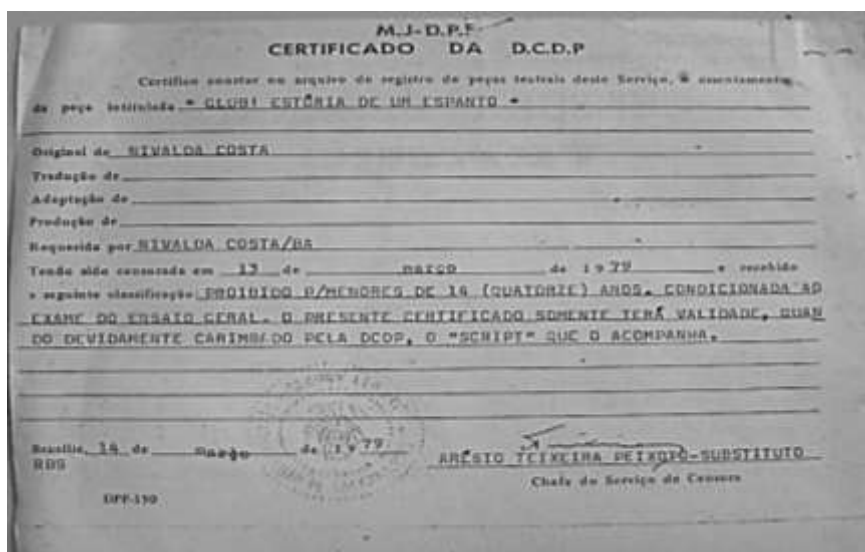 M.J-D.P.F-
CERTIFICADO DA D.C.D.P
Certifico constar no arquivo de registro de peças teatrais deste Serviço, o assentamento
da peça intitulada " GLUB! ESTÓRIA DE UM ESPANTO "
Original de NIVALDA COSTA
Tradução de
Adaptação de
Produção de
Requerida por NIVALDA COSTA/BA
Tendo sido censurada em 13 de março de 1979 e recebido
a seguinte classificação PROIBIDO P/MENORES DE 14 (QUATORZE) ANOS. CONDICIONADA AO
EXAME DO ENSAIO GERAL. O PRESENTE CERTIFICADO SOMENTE TERÁ VALIDADE, QUAN
DO DEVIDAMENTE CARIMBADO PELA DCDP, O "SCRIPT" QUE O ACOMPANHA.
Brasília, 14 de março de 1979
RDS
ARÉSIO TEIXEIRA PEIXOTO-SUBSTITUTO
Chefe do Serviço de Censura
DPF-150